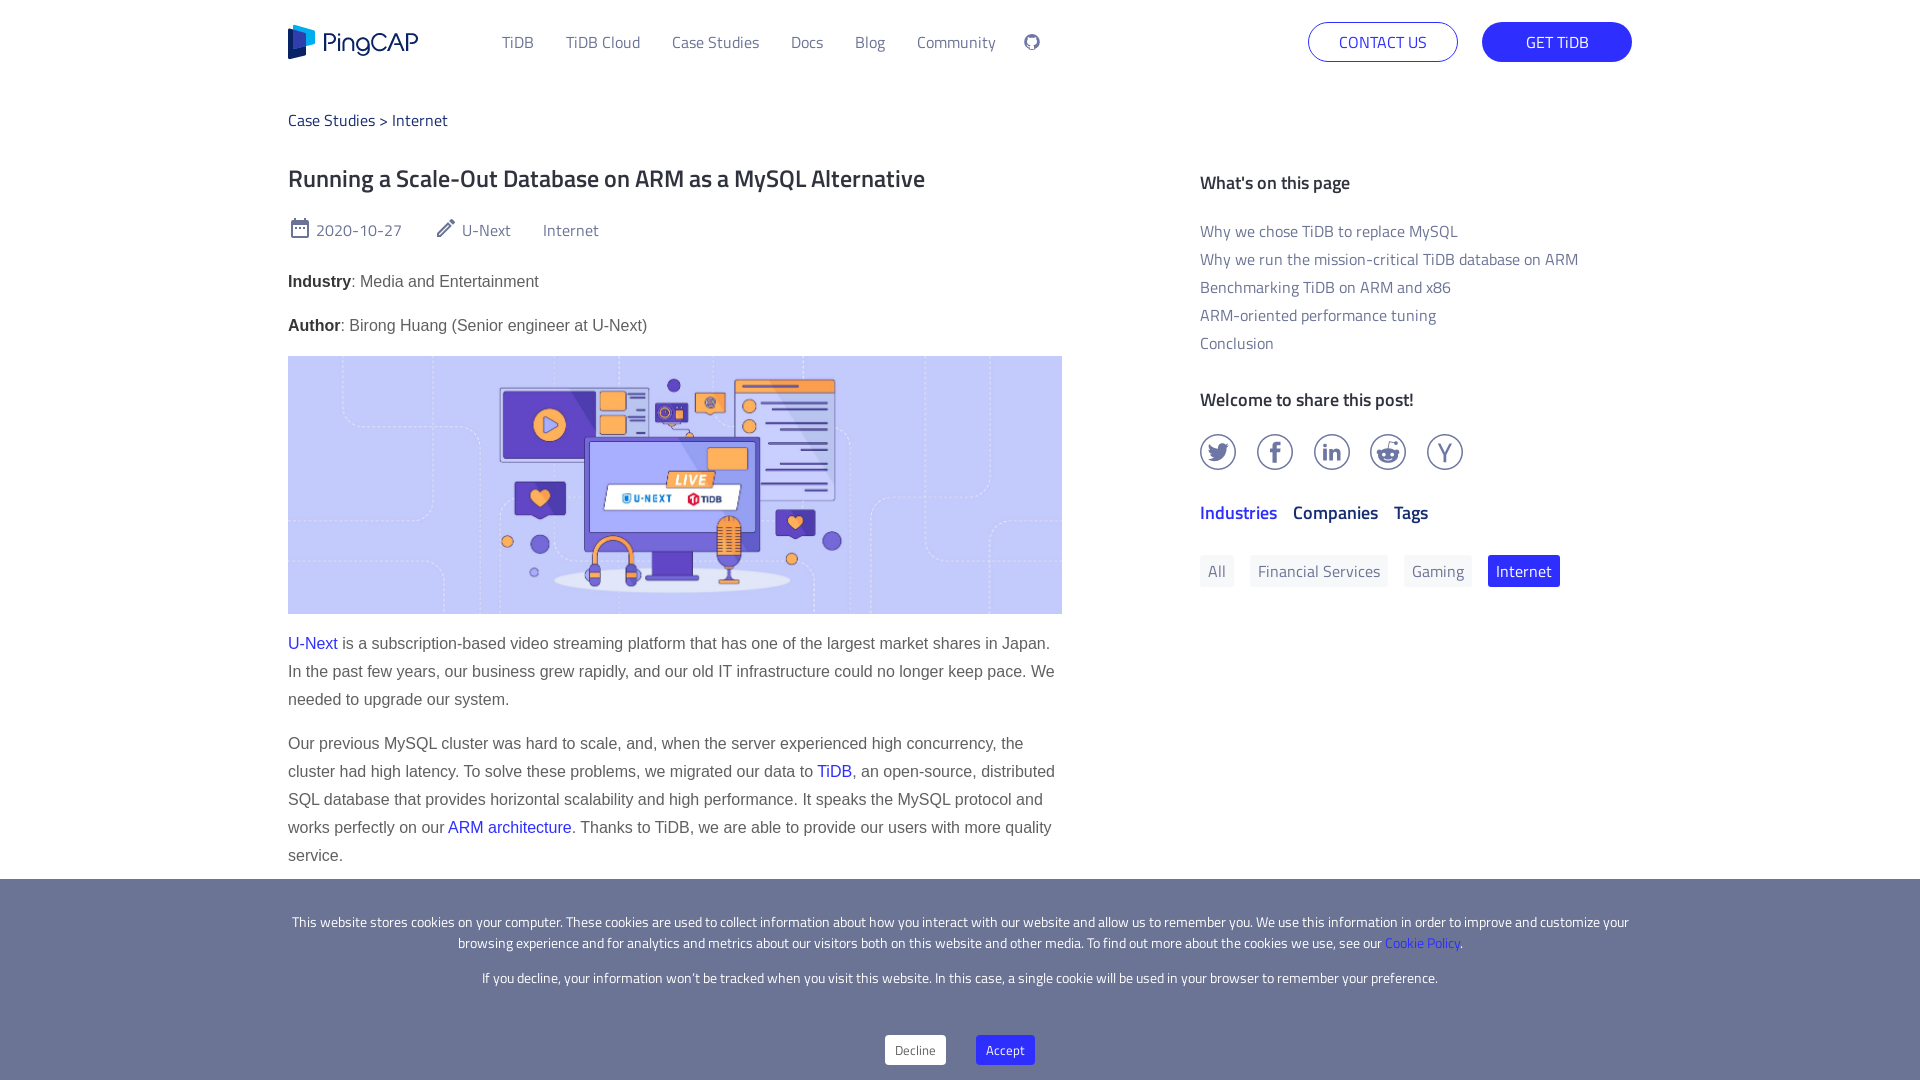 PingCAP
TiDB
TiDB Cloud
Case Studies
Docs
Blog
Community
CONTACT US
GET TiDB
Case Studies > Internet
Running a Scale-Out Database on ARM as a MySQL Alternative
2020-10-27
U-Next
Internet
Industry: Media and Entertainment
Author: Birong Huang (Senior engineer at U-Next)
LIVE
U-NEXT
TiDB
U-Next is a subscription-based video streaming platform that has one of the largest market shares in Japan.
In the past few years, our business grew rapidly, and our old IT infrastructure could no longer keep pace. We
needed to upgrade our system.
Our previous MySQL cluster was hard to scale, and, when the server experienced high concurrency, the
cluster had high latency. To solve these problems, we migrated our data to TiDB, an open-source, distributed
SQL database that provides horizontal scalability and high performance. It speaks the MySQL protocol and
works perfectly on our ARM architecture. Thanks to TiDB, we are able to provide our users with more quality
service.
What's on this page
Why we chose TiDB to replace MySQL
Why we run the mission-critical TiDB database on ARM
Benchmarking TiDB on ARM and x86
ARM-oriented performance tuning
Conclusion
Welcome to share this post!
Industries
Companies
Tags
All
Financial Services
Gaming
Internet
This website stores cookies on your computer. These cookies are used to collect information about how you interact with our website and allow us to remember you. We use this information in order to improve and customize your
browsing experience and for analytics and metrics about our visitors both on this website and other media. To find out more about the cookies we use, see our Cookie Policy.
If you decline, your information won’t be tracked when you visit this website. In this case, a single cookie will be used in your browser to remember your preference.
Decline
Accept